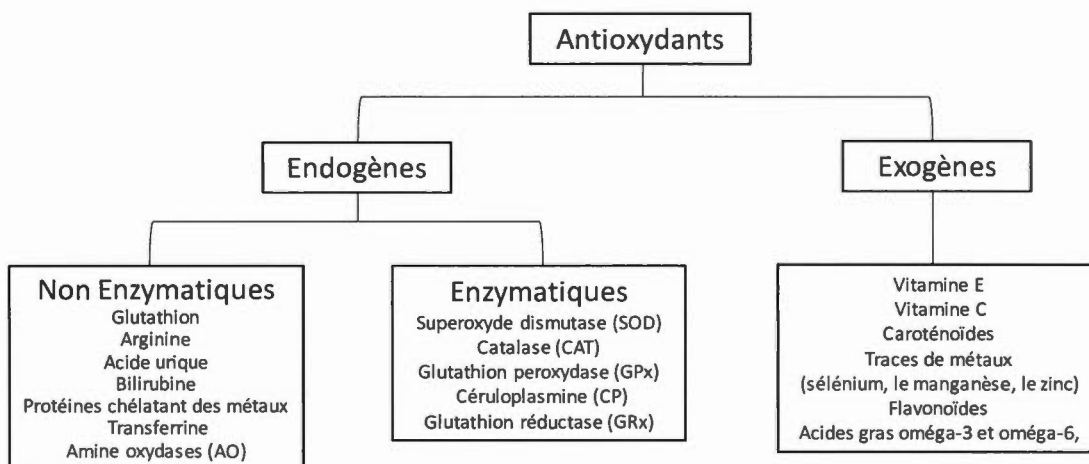 Antioxydants
Endogènes
Exogènes
Non Enzymatiques
Glutathion
Arginine
Acide urique
Bilirubine
Protéines chélatant des métaux
Transferrine
Amine oxydases (AO)
Enzymatiques
Superoxyde dismutase (SOD)
Catalase (CAT)
Glutathion peroxydase (GPx)
Céruloplasmine (CP)
Glutathion réductase (GRx)
Vitamine E
Vitamine C
Caroténoïdes
Traces de métaux
(sélénium, le manganèse, le zinc)
Flavonoïdes
Acides gras oméga-3 et oméga-6,